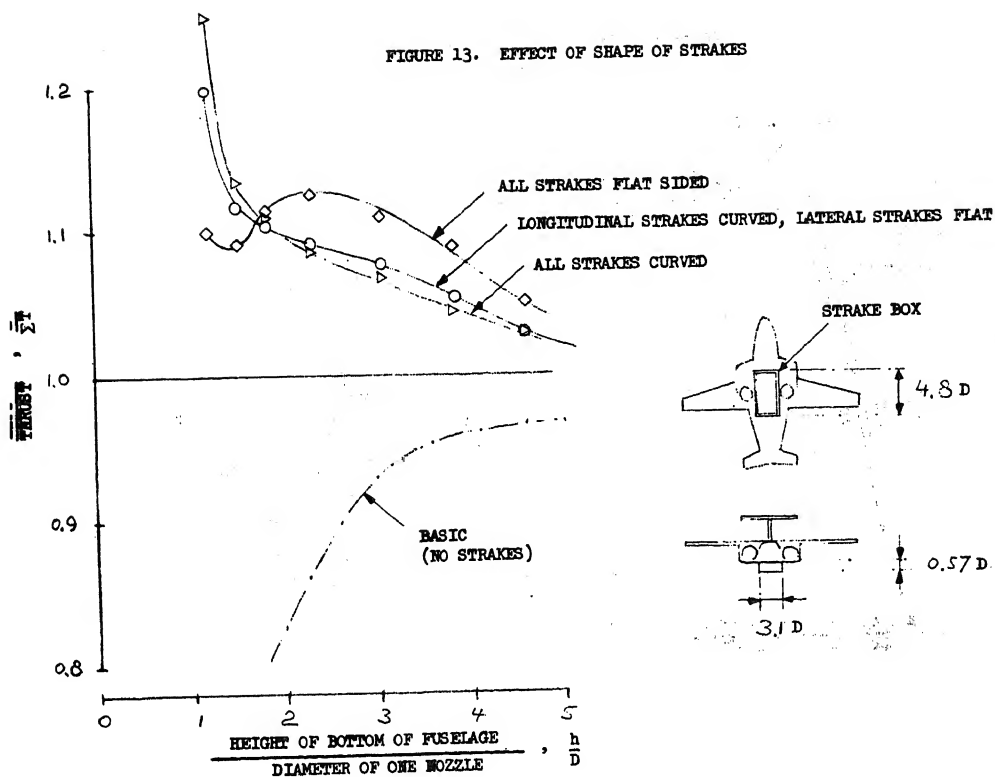 FIGURE 13. EFFECT OF SHAPE OF STRAKES
1.2
ALL STRAKES FLAT SIDED
LONGITUDINAL STRAKES CURVED, LATERAL STRAKES FLAT
1.1
ALL STRAKES CURVED
STRAKE BOX
1.0
4.8 D
THRUST ,
0.9
BASIC
(NO STRAKES)
0.57 D
3.1 D
0.8
0 1 2 3 4 5
HEIGHT OF BOTTOM OF FUSELAGE , h
DIAMETER OF ONE NOZZLE D